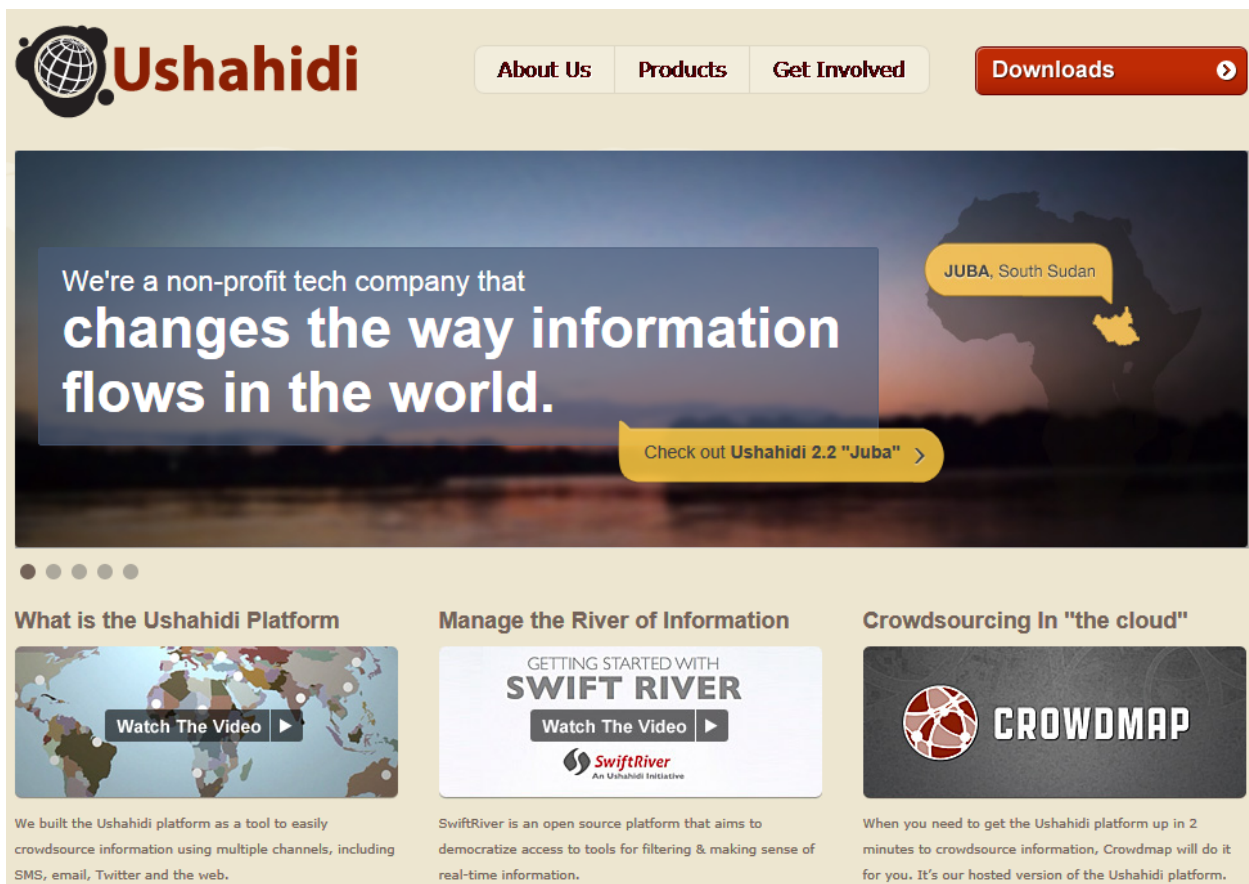 Ushahidi
About Us
Products
Get Involved
Downloads
JUBA, South Sudan
We're a non-profit tech company that
changes the way information
flows in the world.
Check out Ushahidi 2.2 "Juba"
What is the Ushahidi Platform
Watch The Video
We built the Ushahidi platform as a tool to easily
crowdsource information using multiple channels, including
SMS, email, Twitter and the web.
Manage the River of Information
GETTING STARTED WITH
SWIFT RIVER
Watch The Video
SwiftRiver
An Ushahidi Initiative
SwiftRiver is an open source platform that aims to
democratize access to tools for filtering & making sense of
real-time information.
Crowdsourcing In "the cloud"
CROWDMAP
When you need to get the Ushahidi platform up in 2
minutes to crowdsource information, Crowdmap will do it
for you. It's our hosted version of the Ushahidi platform.